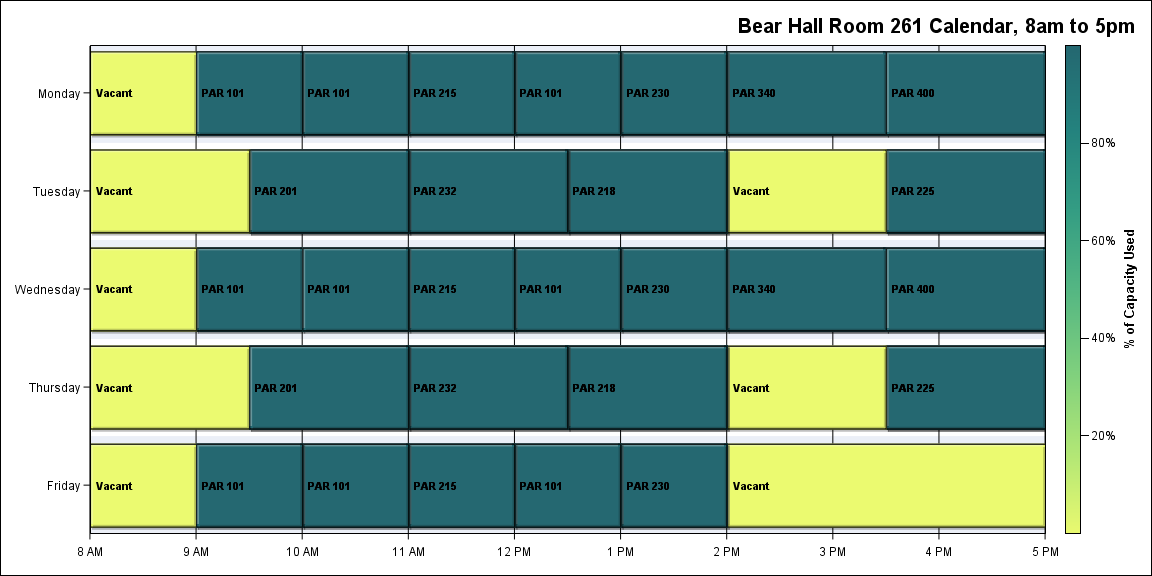 Bear Hall Room 261 Calendar, 8am to 5pm
Monday
Vacant PAR 101 PAR 101 PAR 215 PAR 101 PAR 230 PAR 340 PAR 400
Tuesday
Vacant PAR 201 PAR 232 PAR 218 Vacant PAR 225
Wednesday
Vacant PAR 101 PAR 101 PAR 215 PAR 101 PAR 230 PAR 340 PAR 400
Thursday
Vacant PAR 201 PAR 232 PAR 218 Vacant PAR 225
Friday
Vacant PAR 101 PAR 101 PAR 215 PAR 101 PAR 230 Vacant
8 AM 9 AM 10 AM 11 AM 12 PM 1 PM 2 PM 3 PM 4 PM 5 PM
80%
60%
40%
20%
% of Capacity Used